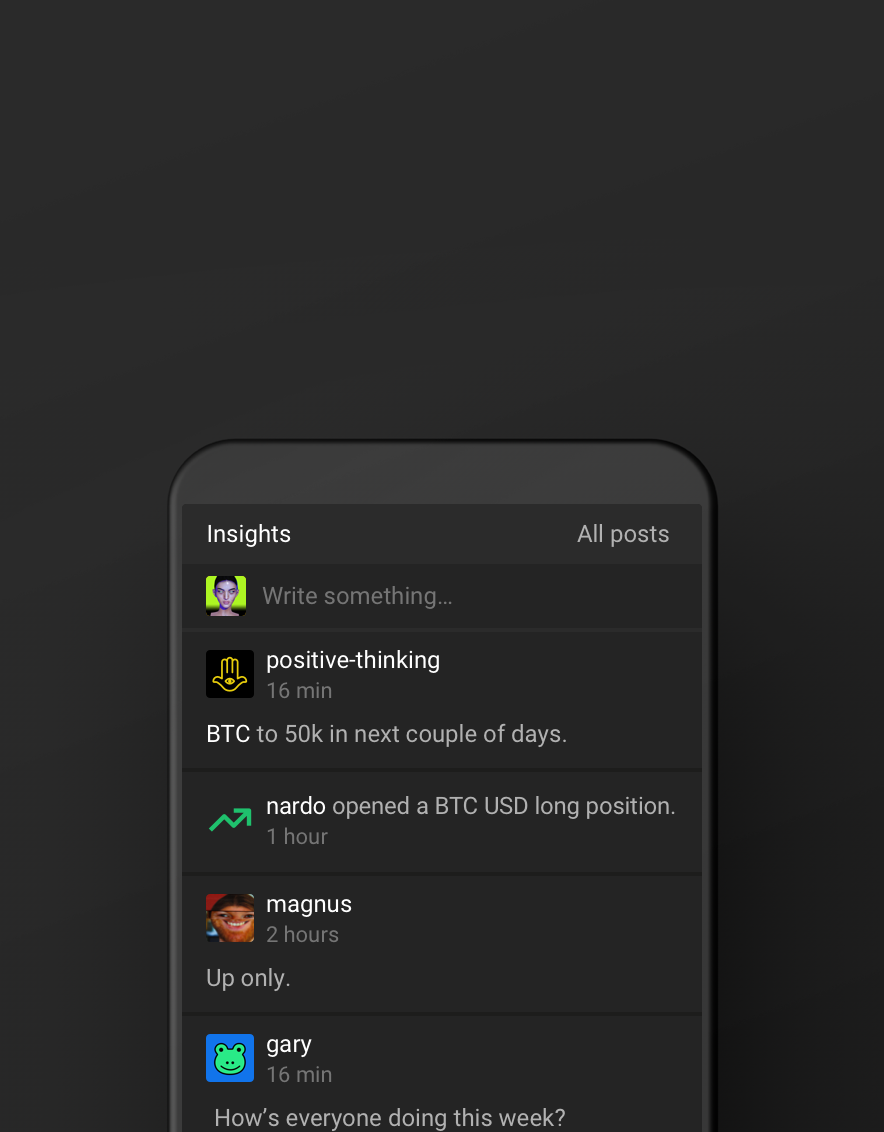 Insights
All posts
Write something...
positive-thinking
16 min
BTC to 50k in next couple of days.
nardo opened a BTC USD long position.
1 hour
magnus
2 hours
Up only.
gary
16 min
How’s everyone doing this week?